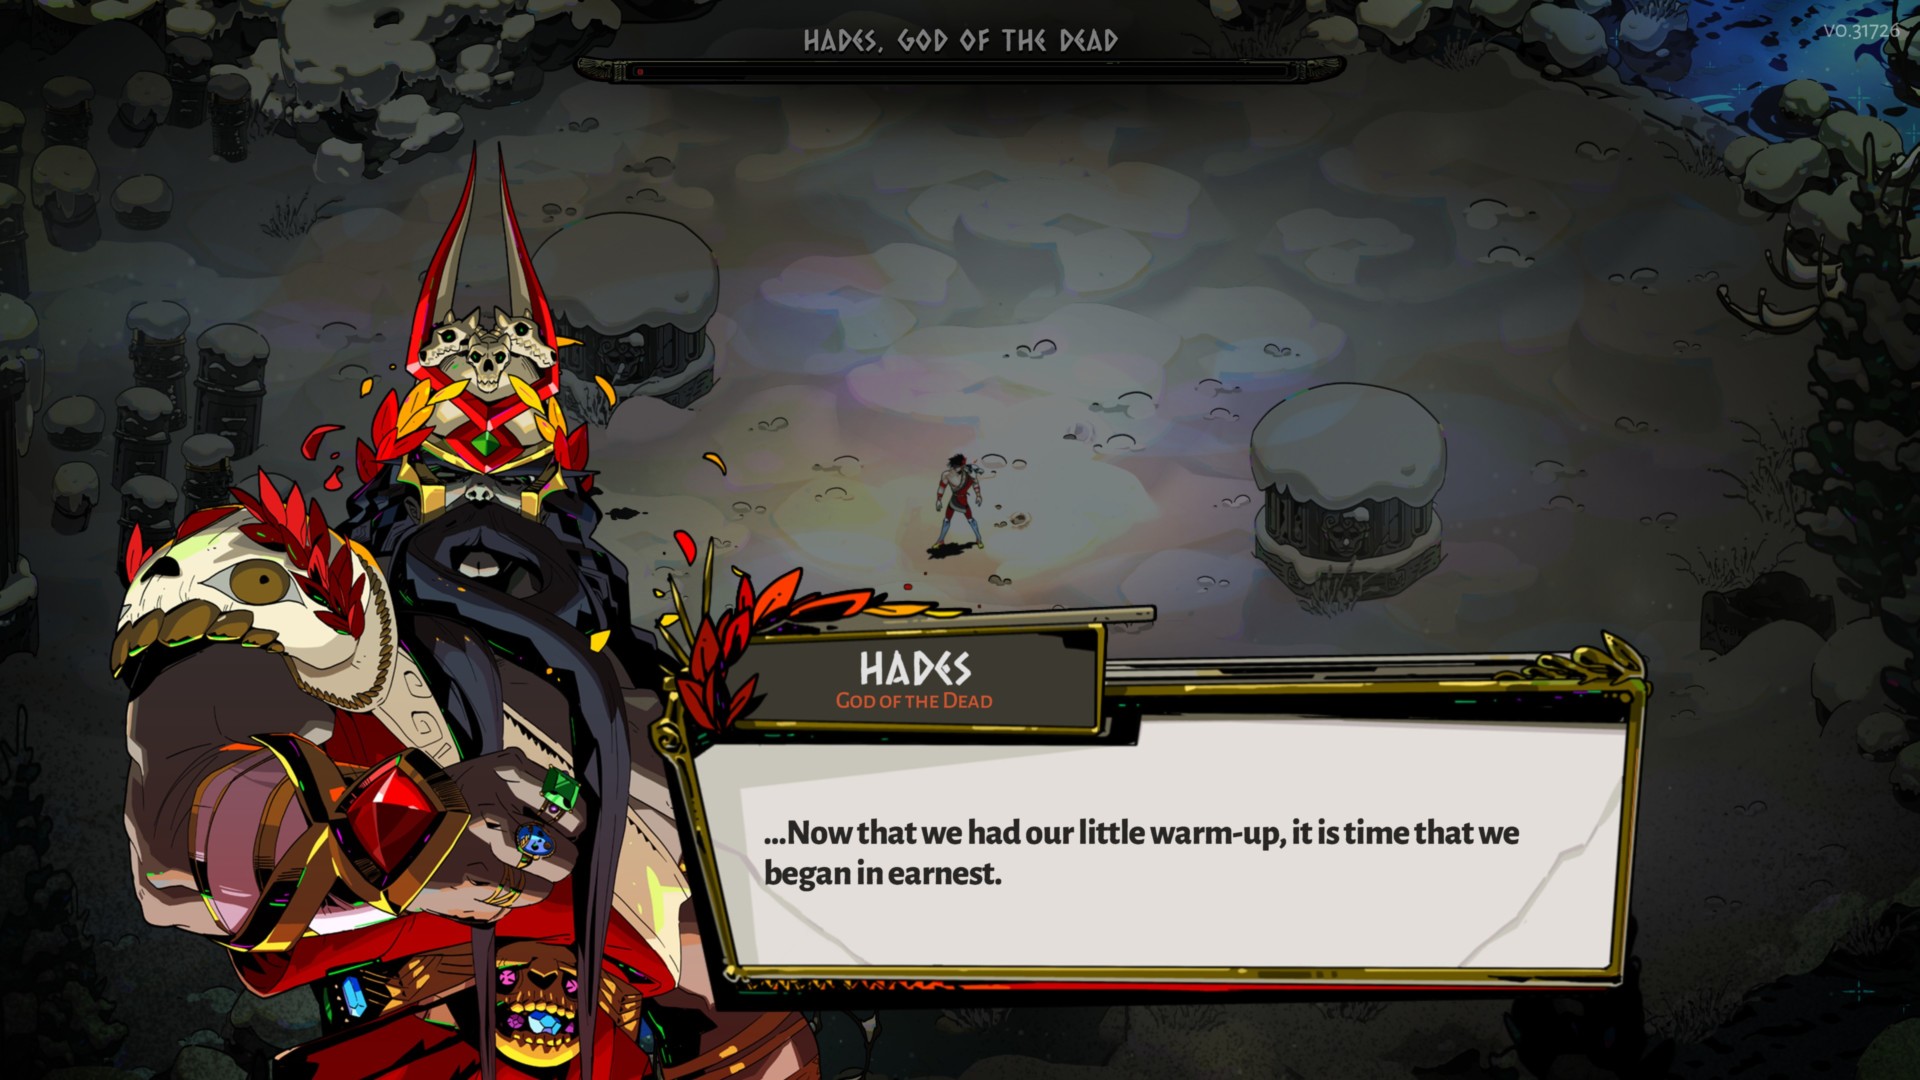 HADES, GOD OF THE DEAD
V0.31726
HADES
GOD OF THE DEAD
...Now that we had our little warm-up, it is time that we
began in earnest.